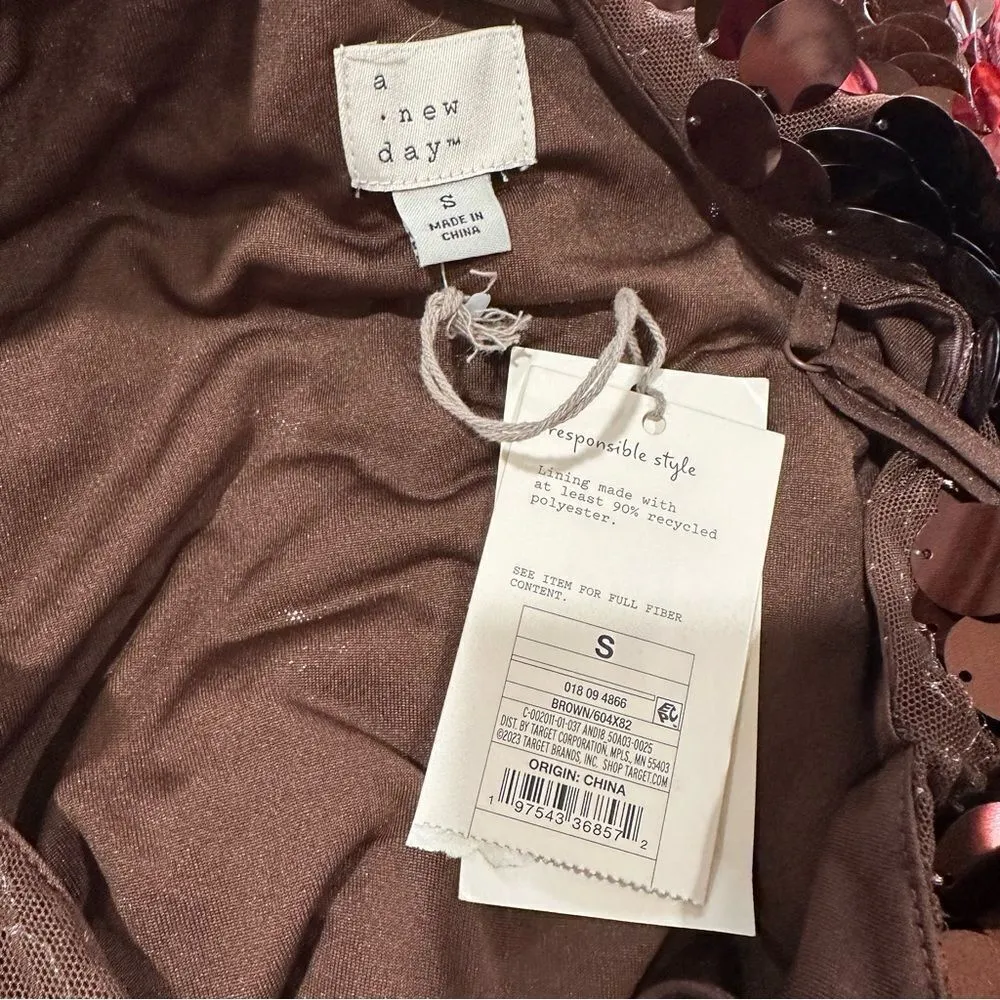 a
· new
day™
S
MADE IN
CHINA
responsible style
Lining made with
at least 90% recycled
polyester.
SEE ITEM FOR FULL FIBER
CONTENT.
S
018 09 4866
BROWN/604X82
C-002011-01-037 AND18_50A03-0025
DIST. BY TARGET CORPORATION, MPLS., MN 55403
©2023 TARGET BRANDS, INC. SHOP TARGET.COM
ORIGIN: CHINA
1 97543 36857 2